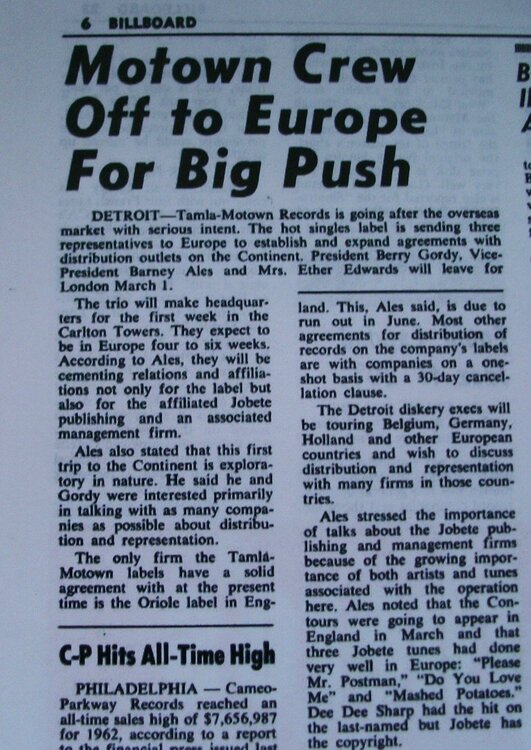 6 BILLBOARD
Motown Crew
Off to Europe
For Big Push
DETROIT—Tamla-Motown Records is going after the overseas
market with serious intent. The hot singles label is sending three
representatives to Europe to establish and expand agreements with
distribution outlets on the Continent. President Berry Gordy, Vice-
President Barney Ales and Mrs. Ether Edwards will leave for
London March 1.
The trio will make headquar-
ters for the first week in the
Carlton Towers. They expect to
be in Europe four to six weeks.
According to Ales, they will be
cementing relations and affilia-
tions not only for the label but
also for the affiliated Jobete
publishing and an associated
management firm.
Ales also stated that this first
trip to the Continent is explora-
tory in nature. He said he and
Gordy were interested primarily
in talking with as many compa-
nies as possible about distribu-
tion and representation.
The only firm the Tamla-
Motown labels have a solid
agreement with at the present
time is the Oriole label in Eng-
land. This, Ales said, is due to
run out in June. Most other
agreements for distribution of
records on the company's labels
are with companies on a one-
shot basis with a 30-day cancel-
lation clause.
The Detroit diskery execs will
be touring Belgium, Germany,
Holland and other European
countries and wish to discuss
distribution and representation
with many firms in those coun-
tries.
Ales stressed the importance
of talks about the Jobete pub-
lishing and management firms
because of the growing impor-
tance of both artists and tunes
associated with the operation
here. Ales noted that the Con-
tours were going to appear in
England in March and that
three Jobete tunes had done
very well in Europe: "Please
Mr. Postman," "Do You Love
Me" and "Mashed Potatoes."
Dee Dee Sharp had the hit on
the last-named but Jobete has
the copyright.
C-P Hits All-Time High
PHILADELPHIA — Cameo-
Parkway Records reached an
all-time sales high of $7,656,987
for 1962, according to a report
to the financial press issued last